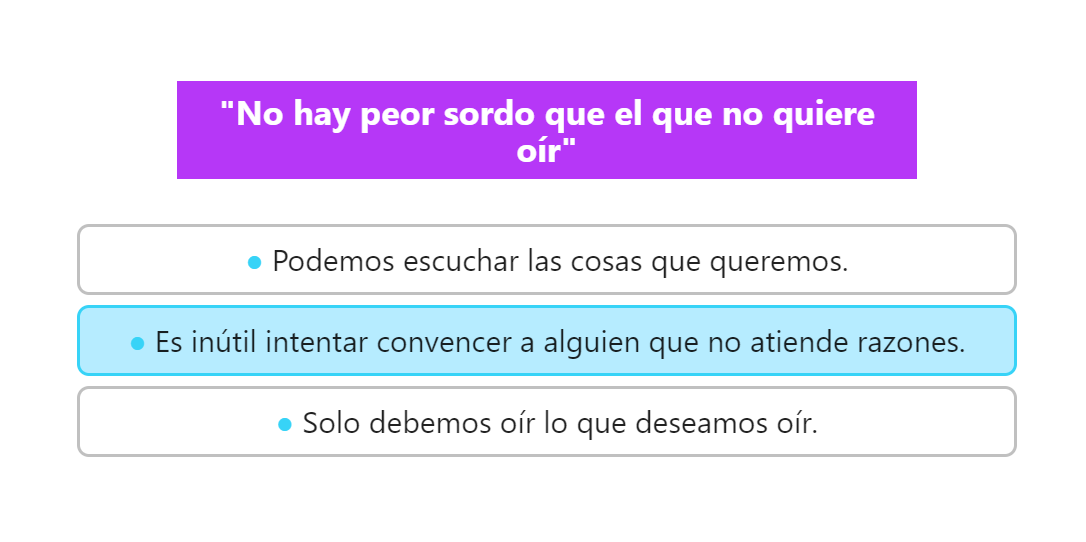 "No hay peor sordo que el que no quiere
oír"
● Podemos escuchar las cosas que queremos.
● Es inútil intentar convencer a alguien que no atiende razones.
● Solo debemos oír lo que deseamos oír.